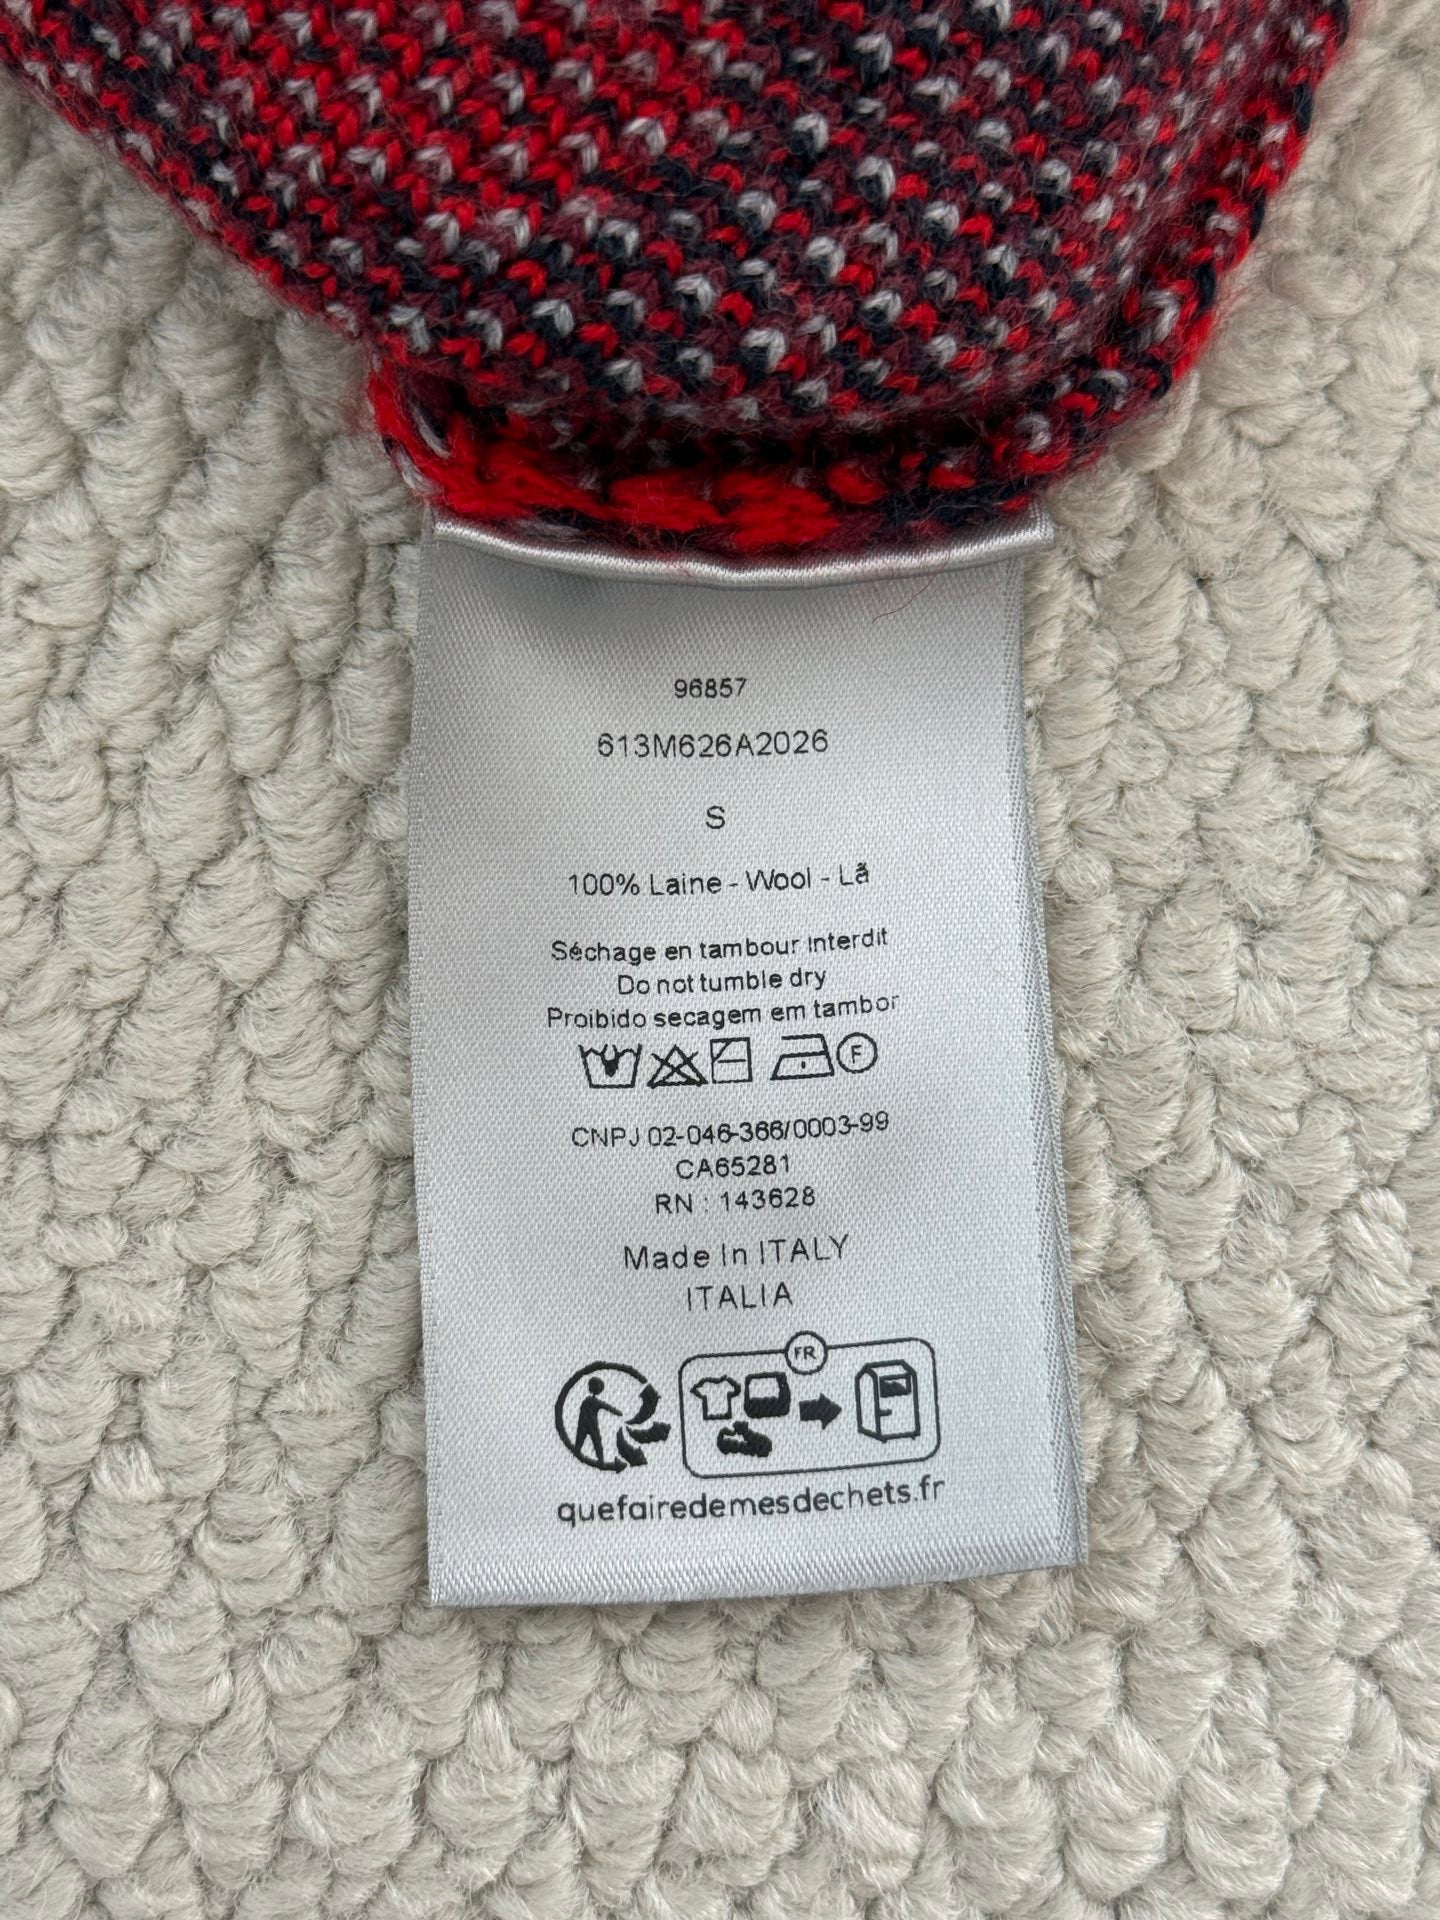 96857
613M626A2026
S
100% Laine - Wool - Lã
Séchage en tambour interdit
Do not tumble dry
Proibido secagem em tambor
F
CNPJ 02-046-366/0003-99
CA65281
RN : 143628
Made In ITALY
ITALIA
FR
quefairedemesdechets.fr